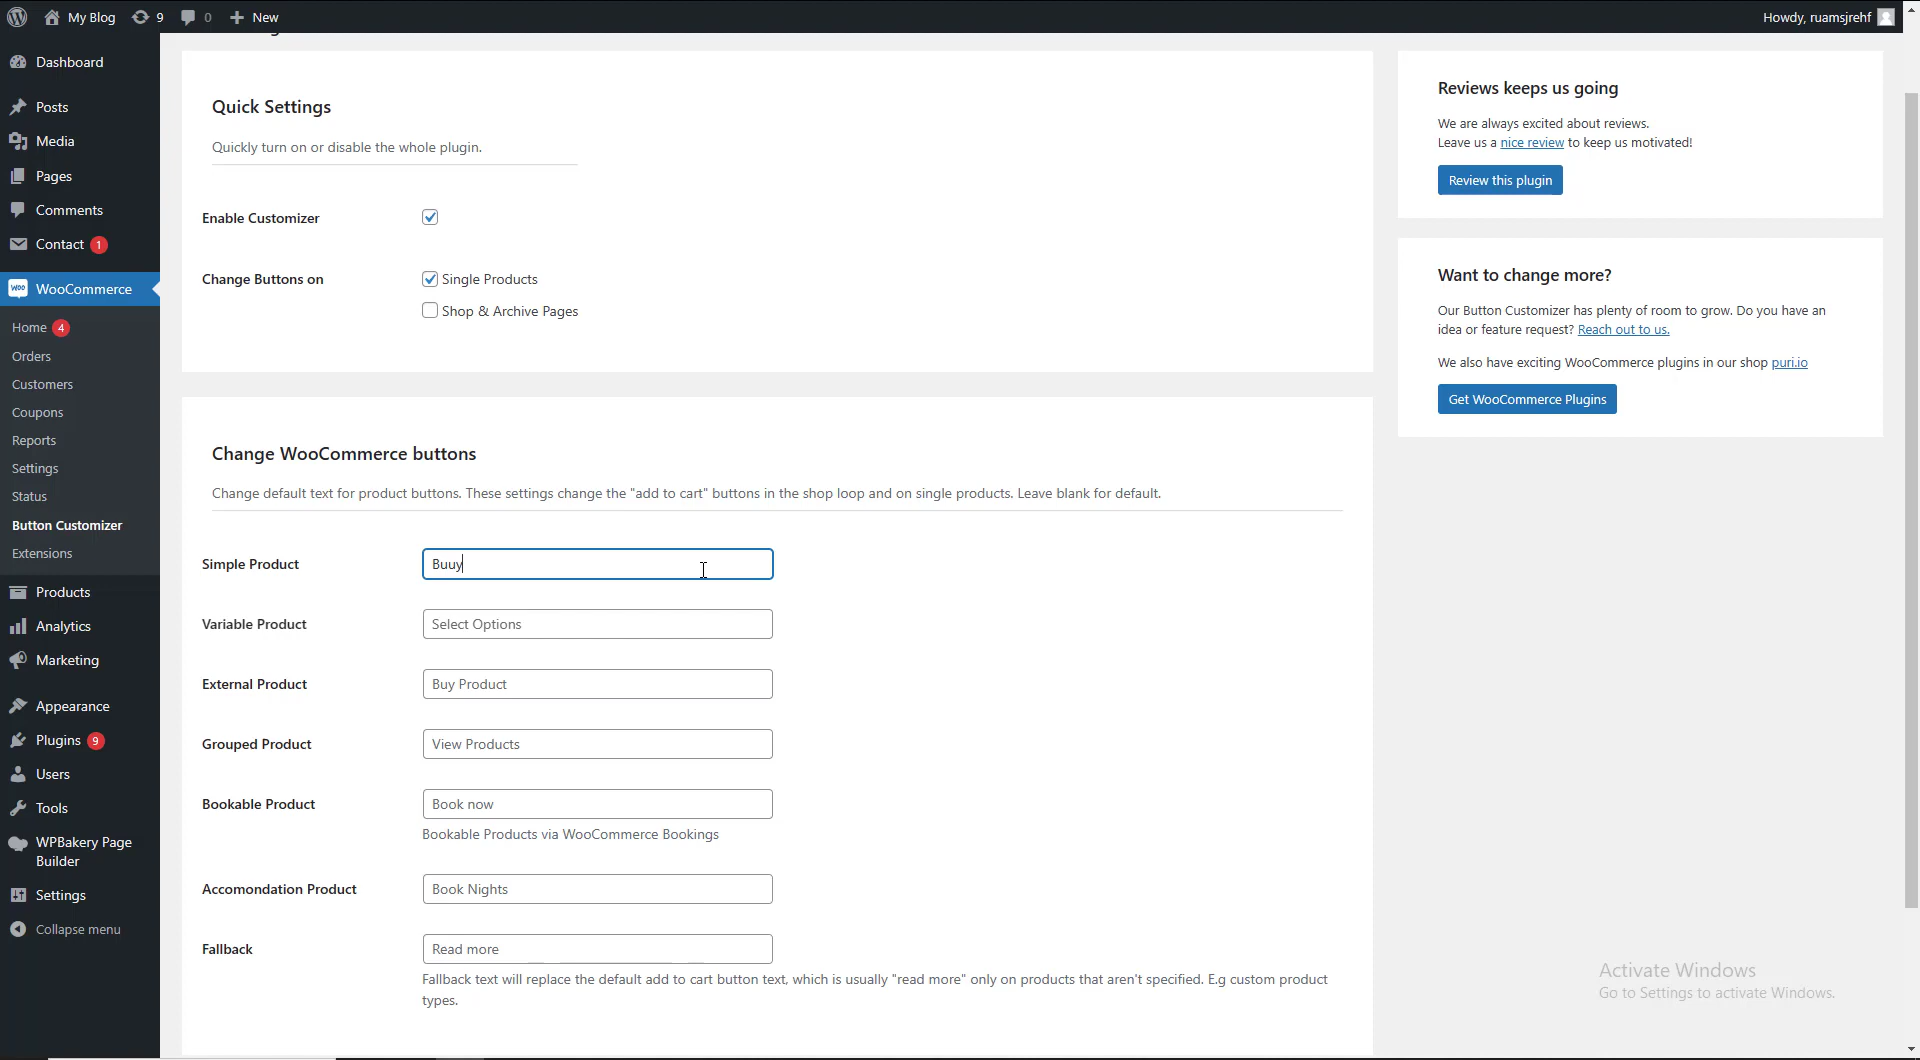 My Blog
9
0
New
Howdy, ruamsjrehf
Dashboard
Posts
Media
Pages
Comments
Contact 1
WooCommerce
Home 4
Orders
Customers
Coupons
Reports
Settings
Status
Button Customizer
Extensions
Products
Analytics
Marketing
Appearance
Plugins 9
Users
Tools
WPBakery Page
Builder
Settings
Collapse menu
Quick Settings
Quickly turn on or disable the whole plugin.
Enable Customizer
Change Buttons on
Single Products
Shop & Archive Pages
Change WooCommerce buttons
Change default text for product buttons. These settings change the "add to cart" buttons in the shop loop and on single products. Leave blank for default.
Simple Product
Buuy
Variable Product
Select Options
External Product
Buy Product
Grouped Product
View Products
Bookable Product
Book now
Bookable Products via WooCommerce Bookings
Accomondation Product
Book Nights
Fallback
Read more
Fallback text will replace the default add to cart button text, which is usually "read more" only on products that aren't specified. E.g custom product
types.
Reviews keeps us going
We are always excited about reviews.
Leave us a nice review to keep us motivated!
Review this plugin
Want to change more?
Our Button Customizer has plenty of room to grow. Do you have an
idea or feature request? Reach out to us.
We also have exciting WooCommerce plugins in our shop puri.io
Get WooCommerce Plugins
Activate Windows
Go to Settings to activate Windows.